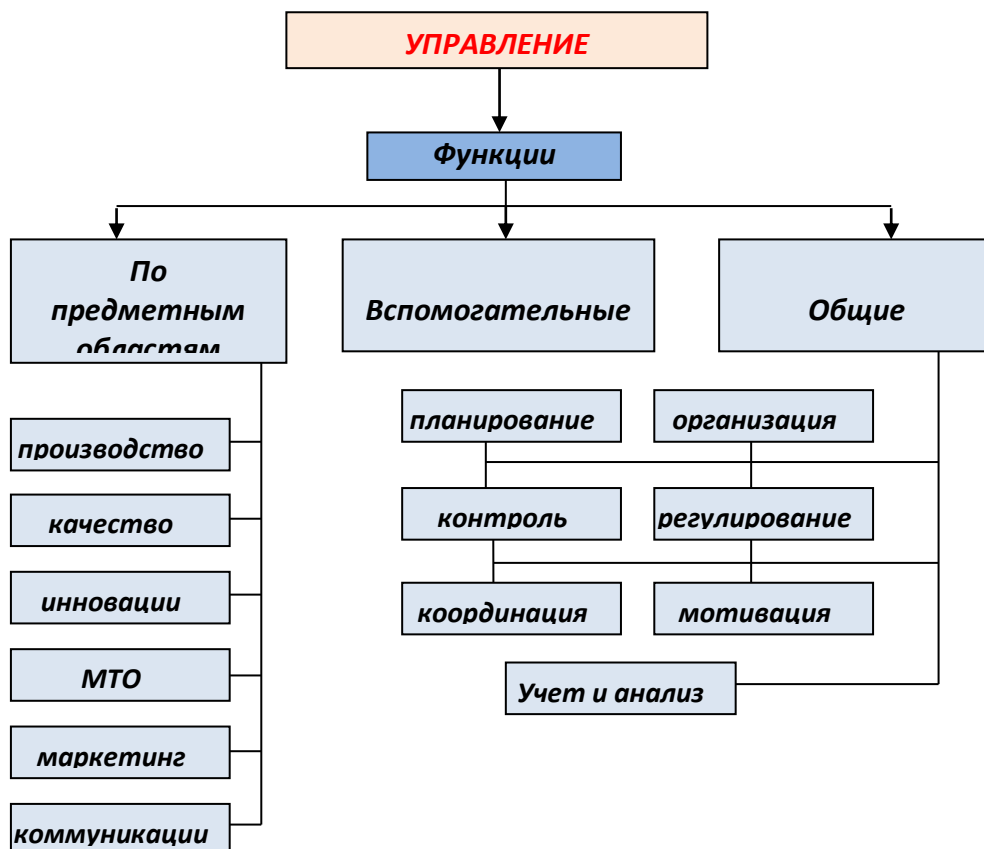 УПРАВЛЕНИЕ
Функции
По
предметным
областям
Вспомогательные
Общие
производство
качество
инновации
МТО
маркетинг
коммуникации
планирование
организация
контроль
регулирование
координация
мотивация
Учет и анализ